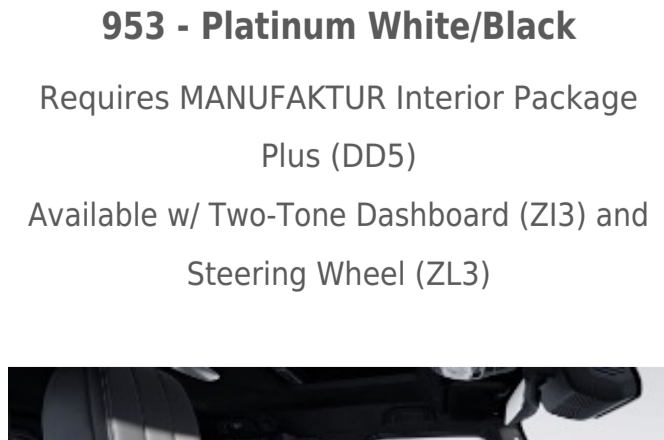 953 - Platinum White/Black
Requires MANUFAKTUR Interior Package
Plus (DD5)
Available w/ Two-Tone Dashboard (ZI3) and
Steering Wheel (ZL3)